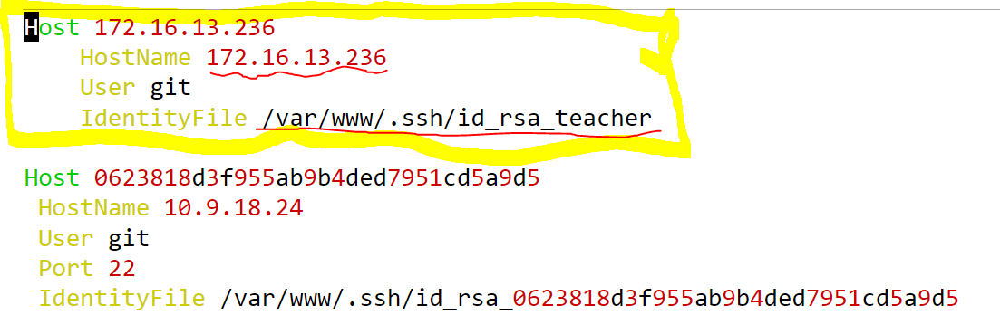 Host 172.16.13.236
HostName 172.16.13.236
User git
IdentityFile /var/www/.ssh/id_rsa_teacher
Host 0623818d3f955ab9b4ded7951cd5a9d5
HostName 10.9.18.24
User git
Port 22
IdentityFile /var/www/.ssh/id_rsa_0623818d3f955ab9b4ded7951cd5a9d5